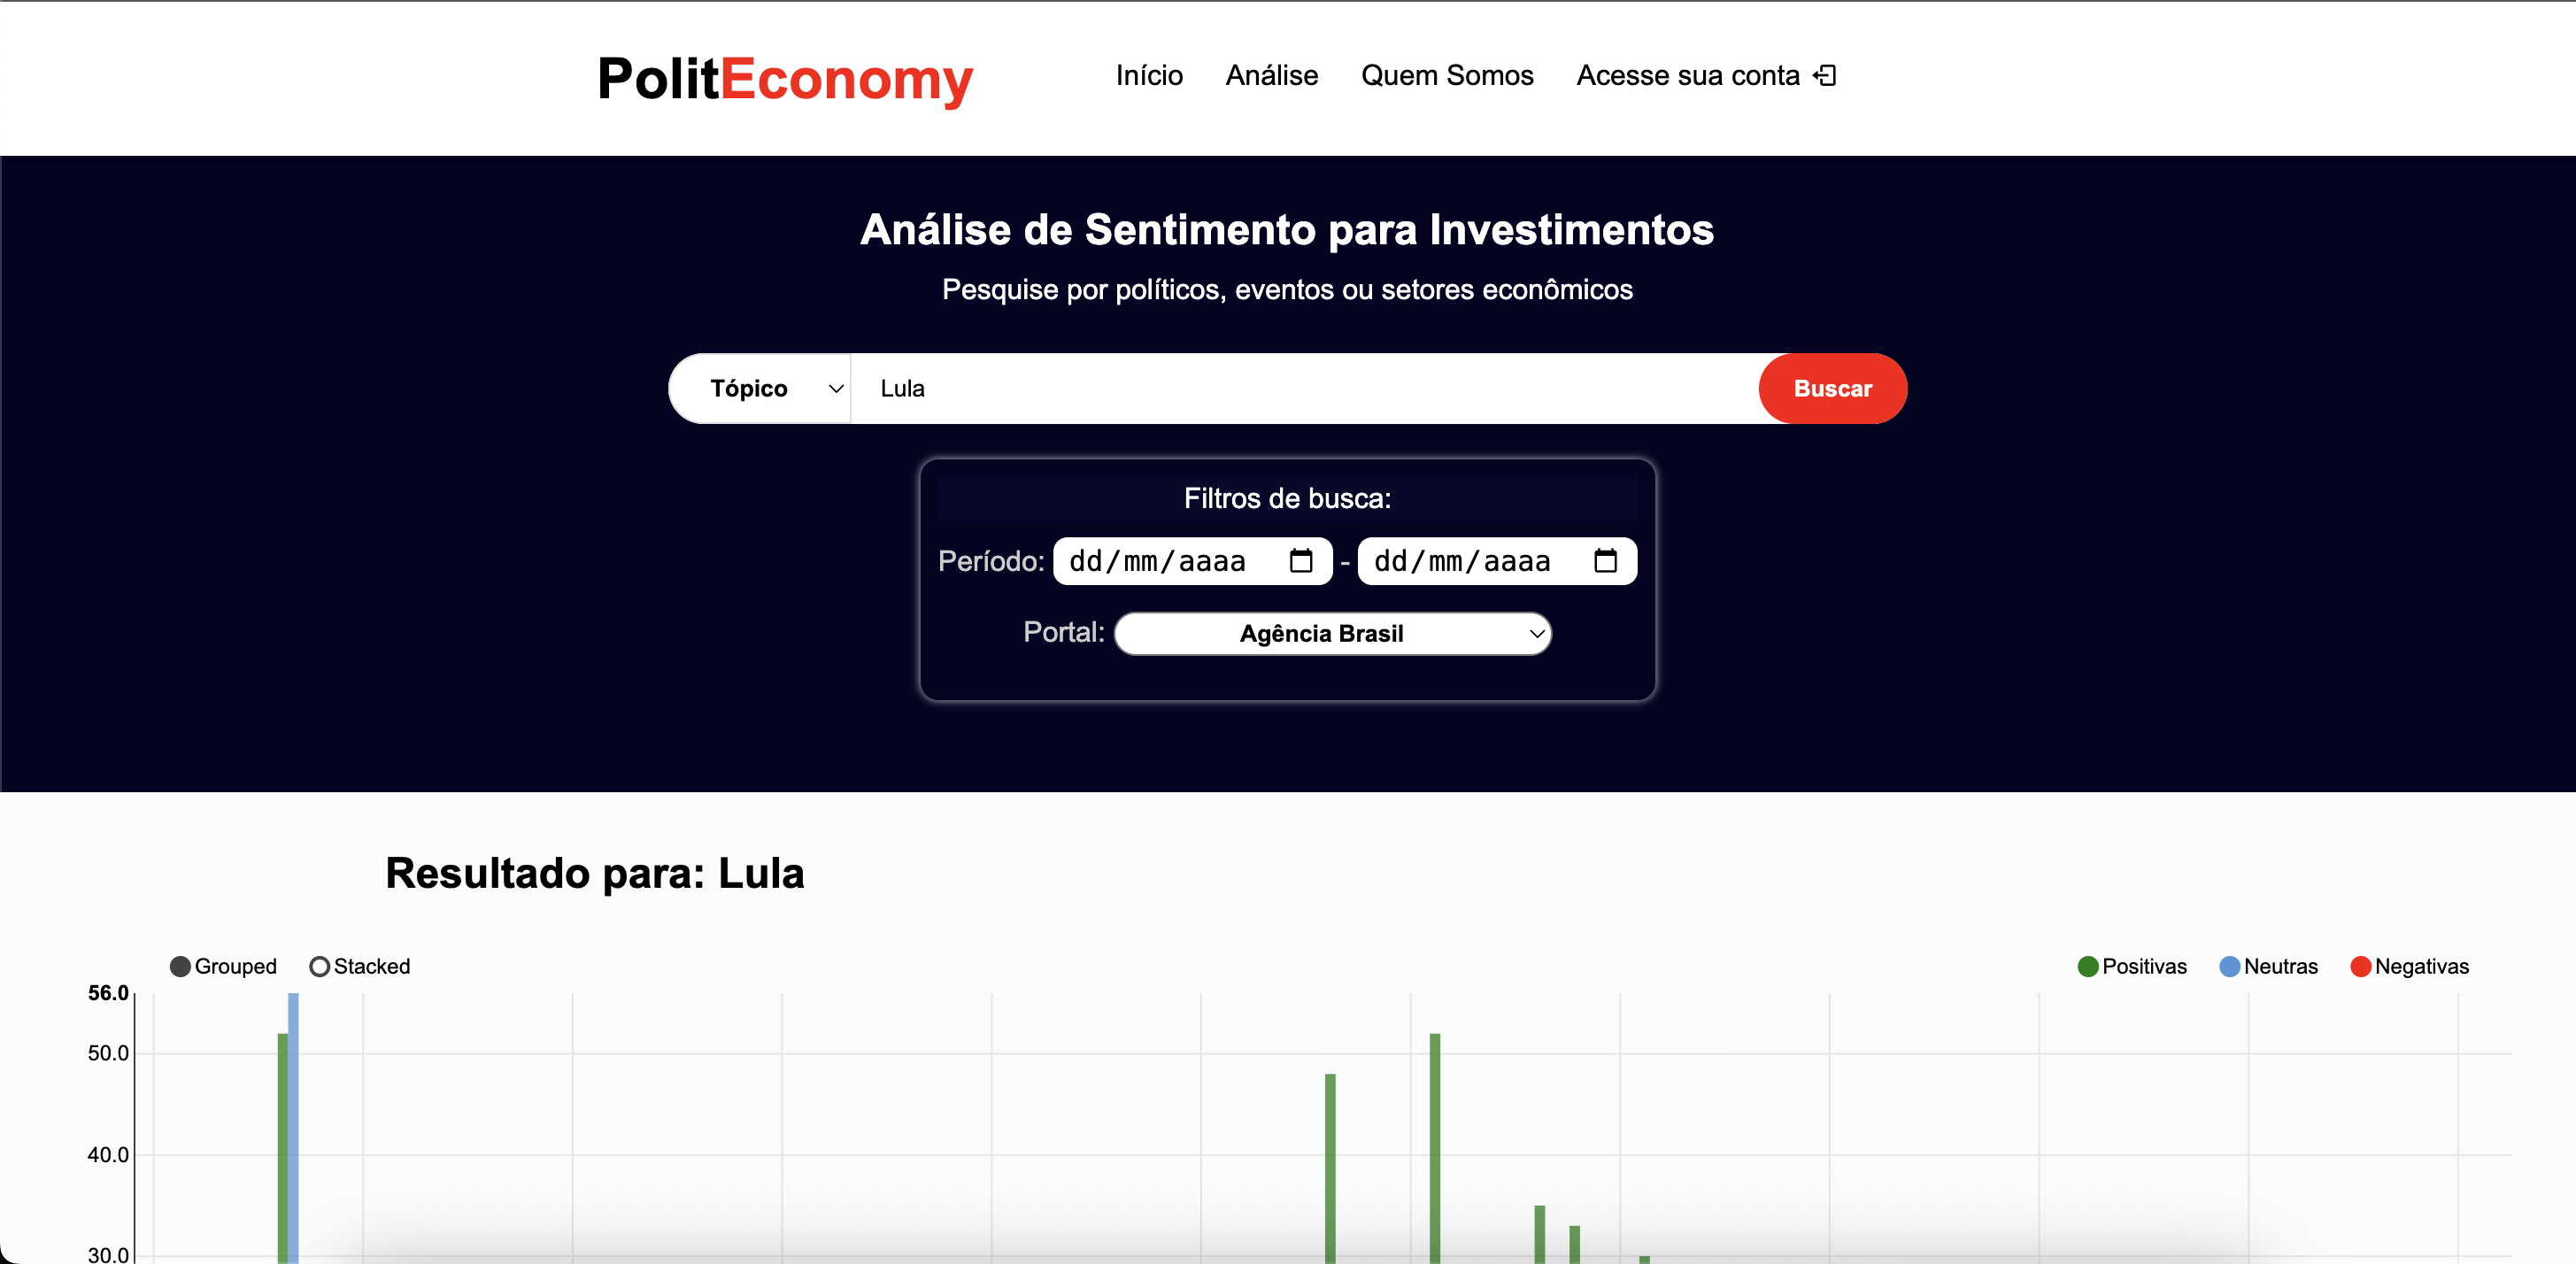 PolitEconomy
Início Análise Quem Somos Acesse sua conta
Análise de Sentimento para Investimentos
Pesquise por políticos, eventos ou setores econômicos
Tópico Lula Buscar
Filtros de busca:
Período: dd/mm/aaaa - dd/mm/aaaa
Portal: Agência Brasil
Resultado para: Lula
Grouped Stacked Positivas Neutras Negativas
56.0
50.0
40.0
30.0